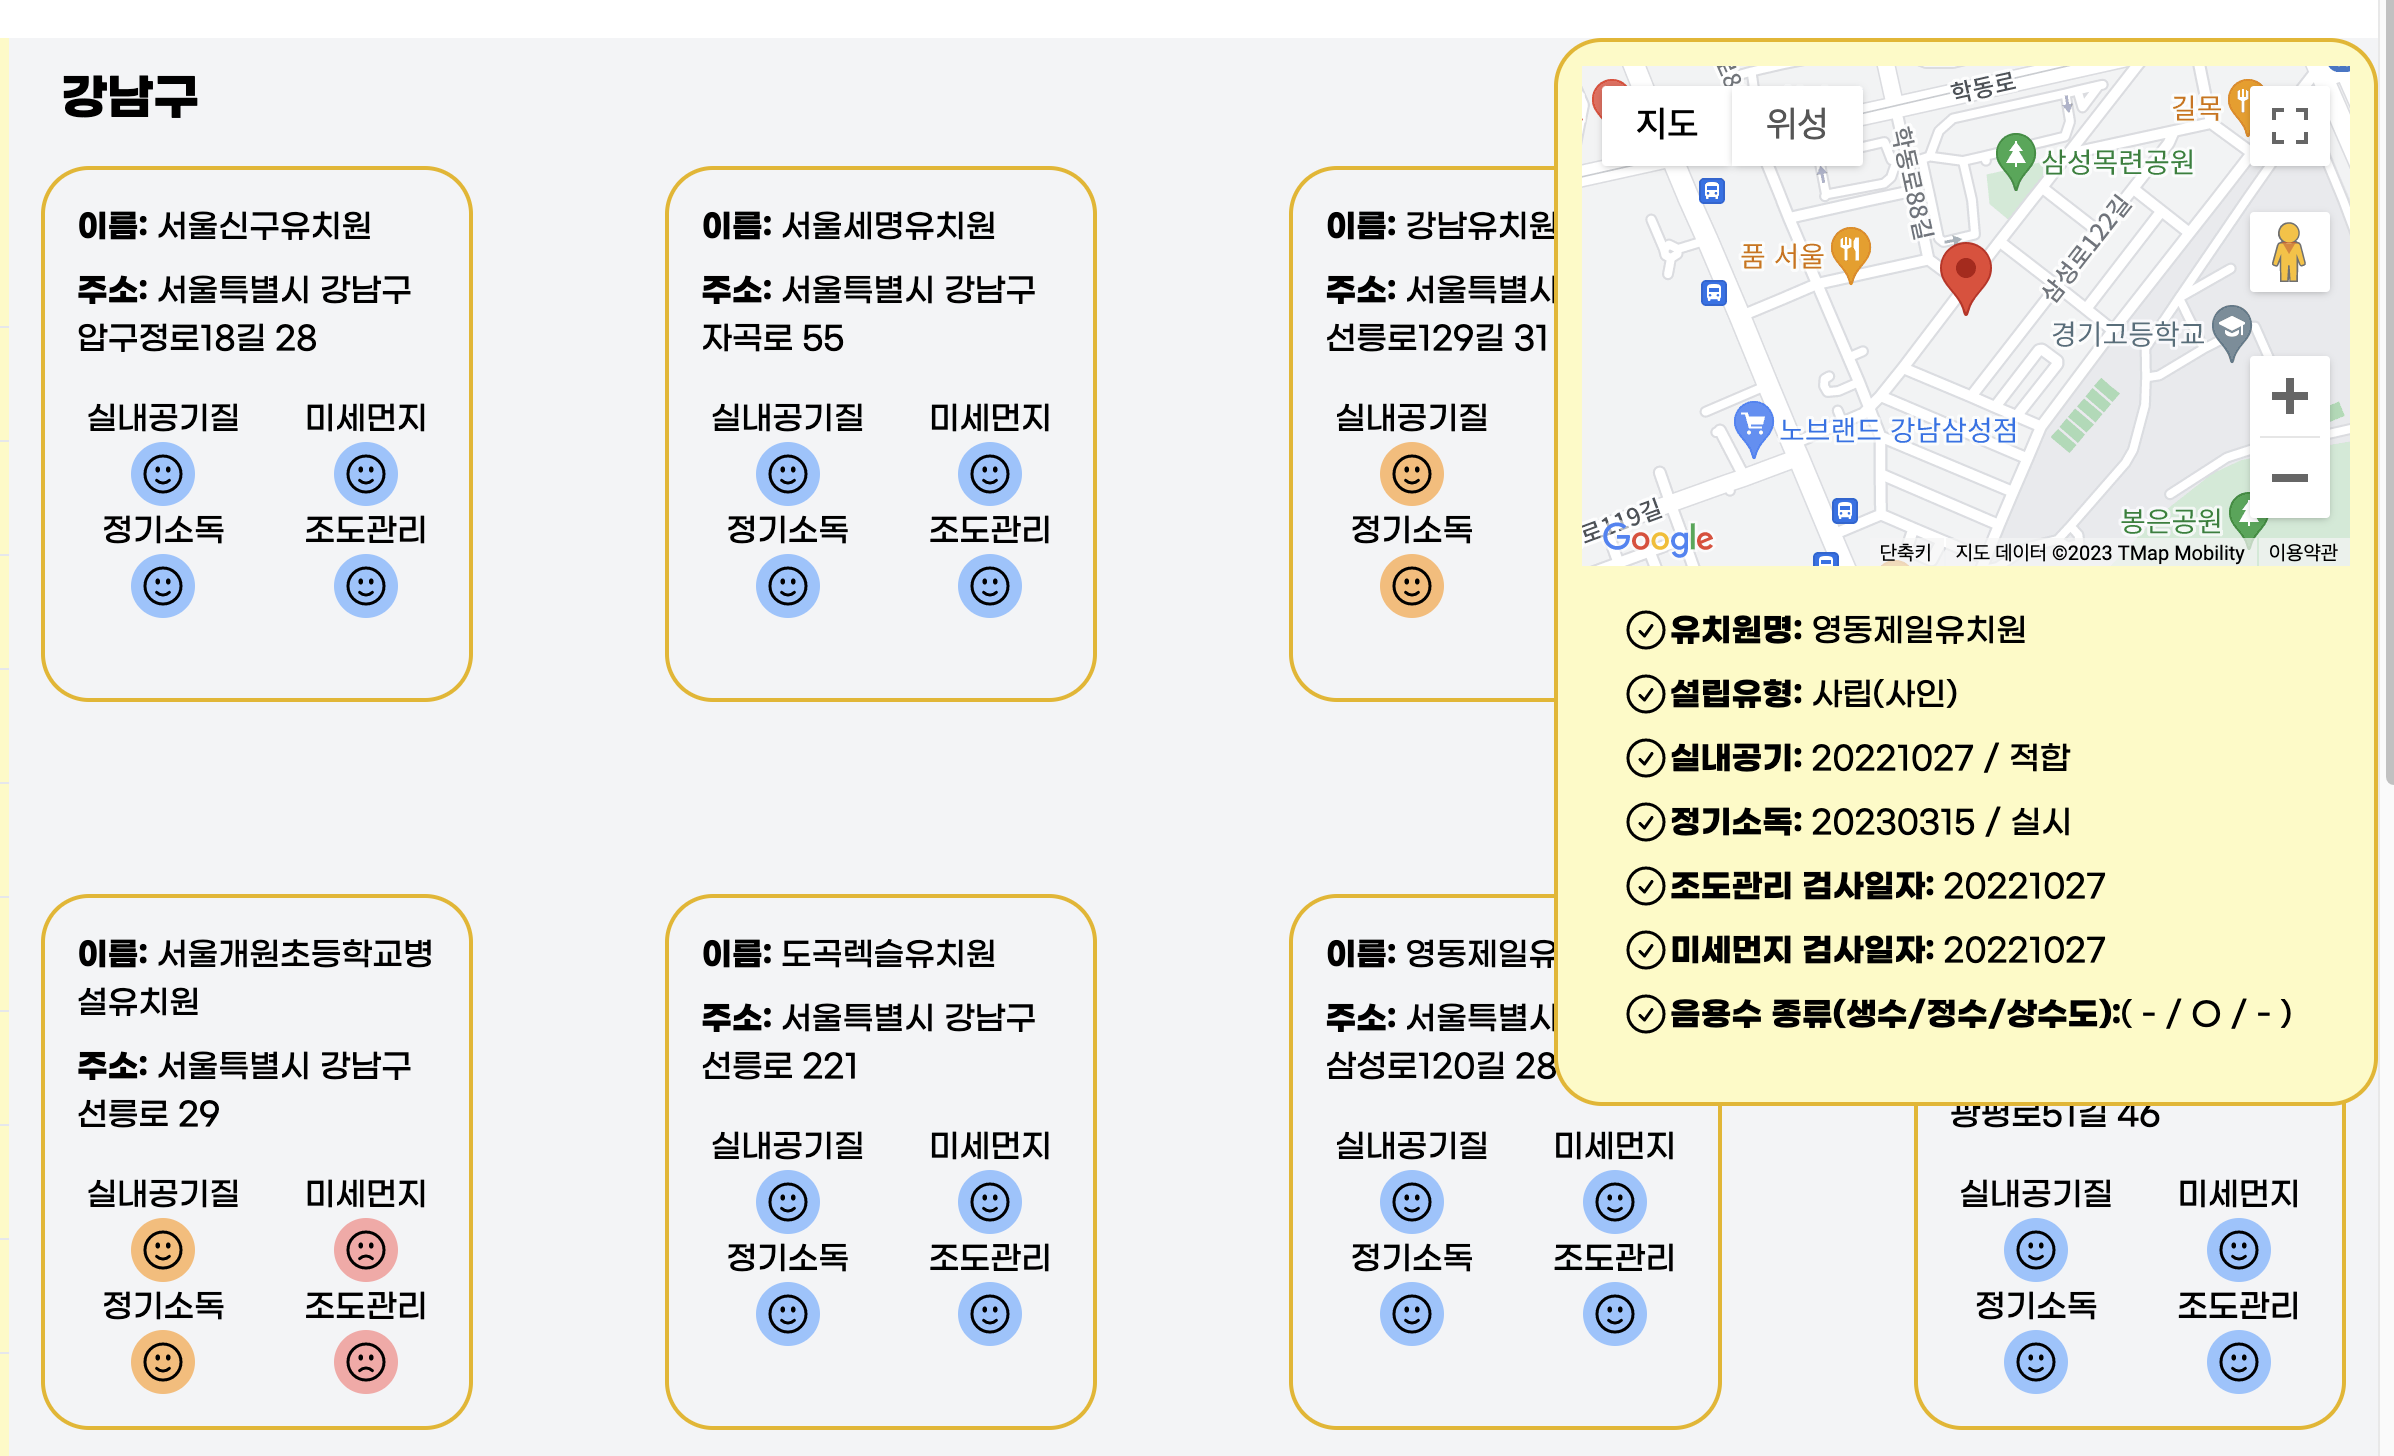 강남구
이름: 서울신구유치원
주소: 서울특별시 강남구
압구정로18길 28
실내공기질
미세먼지
정기소독
조도관리
이름: 서울세명유치원
주소: 서울특별시 강남구
자곡로 55
실내공기질
미세먼지
정기소독
조도관리
이름: 강남유치원
주소: 서울특별시
선릉로129길 31
실내공기질
정기소독
지도
위성
학동로
길목
학동로88길
삼성목련공원
삼성로122길
품 서울
경기고등학교
노브랜드 강남삼성점
로119길
봉은공원
Google
단축키
지도 데이터 ©2023 TMap Mobility
이용약관
유치원명: 영동제일유치원
설립유형: 사립(사인)
실내공기: 20221027 / 적합
정기소독: 20230315 / 실시
조도관리 검사일자: 20221027
미세먼지 검사일자: 20221027
음용수 종류(생수/정수/상수도):( - / O / - )
이름: 서울개원초등학교병
설유치원
주소: 서울특별시 강남구
선릉로 29
실내공기질
미세먼지
정기소독
조도관리
이름: 도곡렉슬유치원
주소: 서울특별시 강남구
선릉로 221
실내공기질
미세먼지
정기소독
조도관리
이름: 영동제일유
주소: 서울특별시
삼성로120길 28
실내공기질
미세먼지
정기소독
조도관리
광평로51길 46
실내공기질
미세먼지
정기소독
조도관리